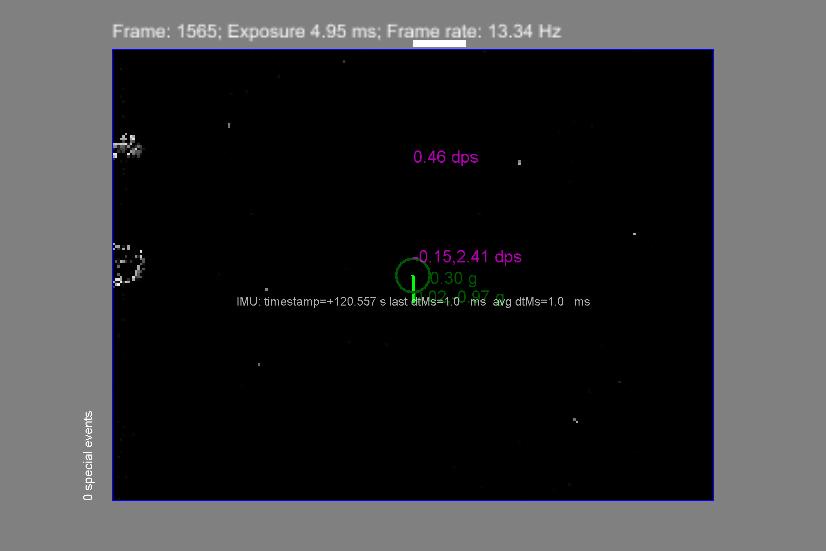 Frame: 1565; Exposure 4.95 ms; Frame rate: 13.34 Hz
0.46 dps
-0.15,2.41 dps
0.30 g
0.97 g
IMU: timestamp=+120.557 s last dtMs=1.0 ms avg dtMs=1.0 ms
0 special events